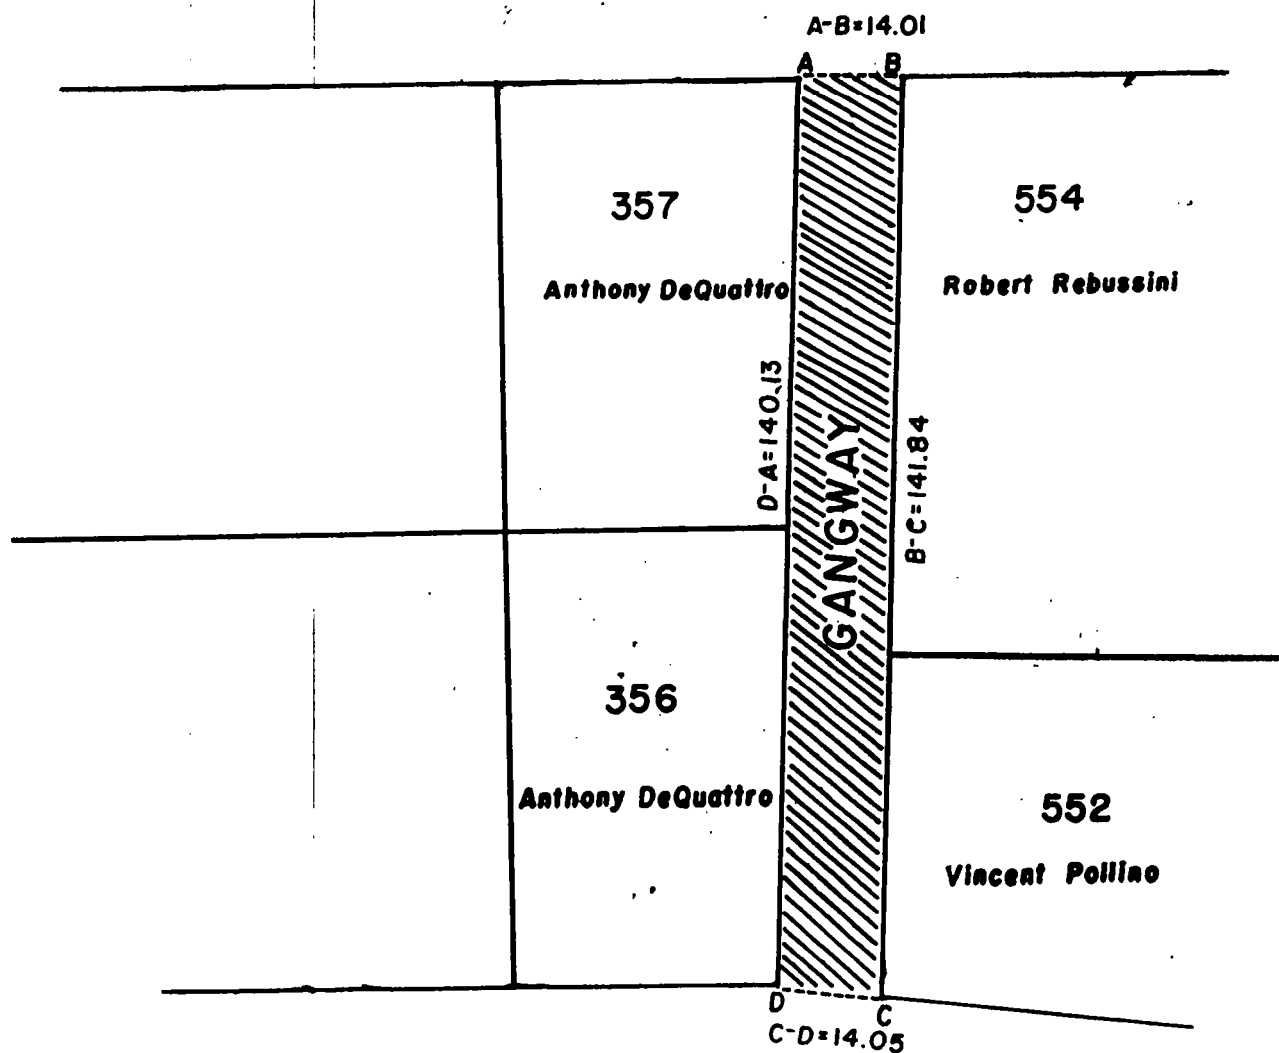 A-B=14.01
A B
357
554
Anthony DeQuattro
Robert Rebussini
D-A=140.13
GANGWAY
B-C=141.84
356
Anthony DeQuattro
552
Vincent Pollino
D C
C-D=14.05